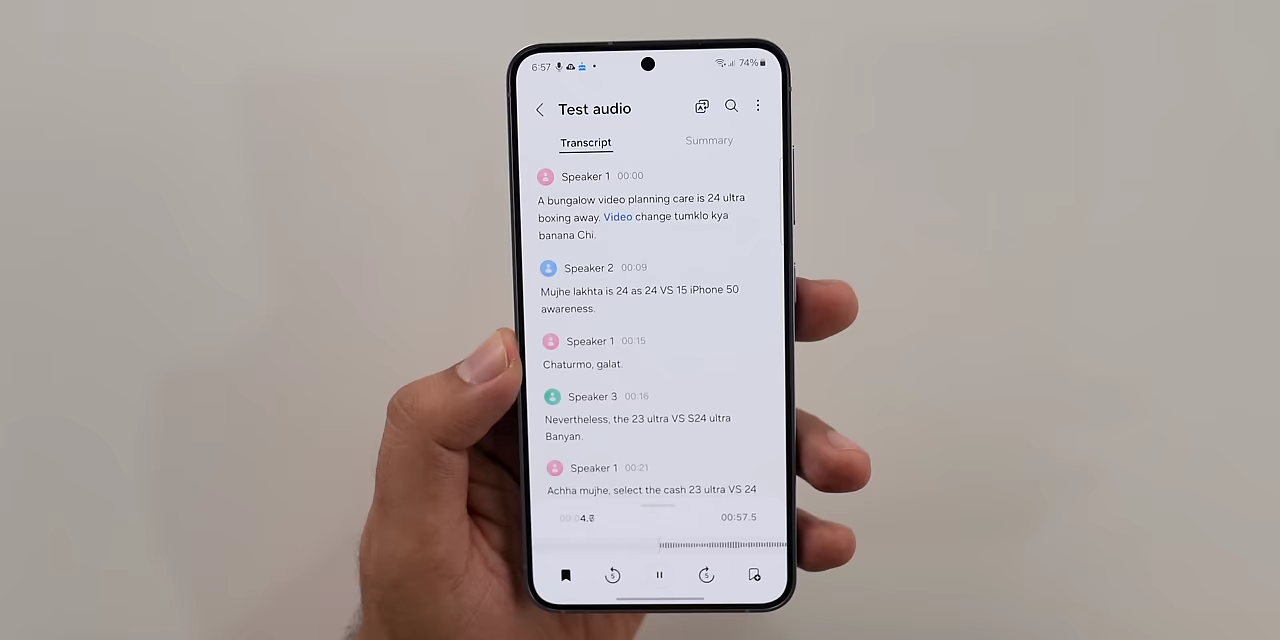 6:57
74%
Test audio
Transcript Summary
Speaker 1 00:00
A bungalow video planning care is 24 ultra
boxing away. Video change tumklo kya
banana Chi.
Speaker 2 00:09
Mujhe lakhta is 24 as 24 VS 15 iPhone 50
awareness.
Speaker 1 00:15
Chaturmo, galat.
Speaker 3 00:16
Nevertheless, the 23 ultra VS S24 ultra
Banyan.
Speaker 1 00:21
Achha mujhe, select the cash 23 ultra VS 24
00:57.5
5 5